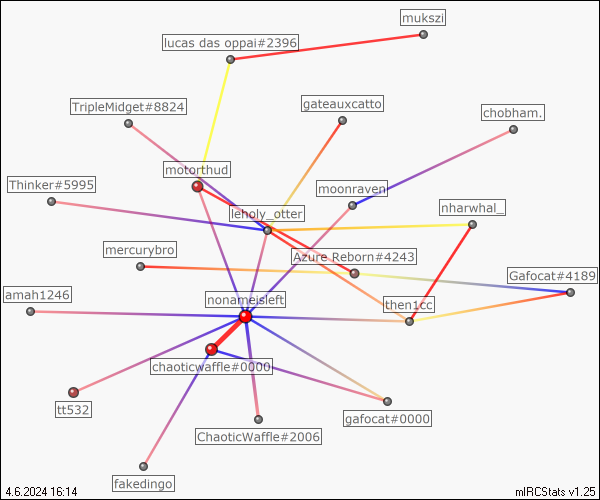 mukszi
lucas das oppai#2396
TripleMidget#8824
gateauxcatto
chobham.
motorthud
Thinker#5995
moonraven
leholy_otter
nharwhal_
mercurybro
Azure Reborn#4243
Gafocat#4189
amah1246
nonameisleft
then1cc
chaoticwaffle#0000
tt532
gafocat#0000
ChaoticWaffle#2006
fakedingo
4.6.2024 16:14
mIRCStats v1.25